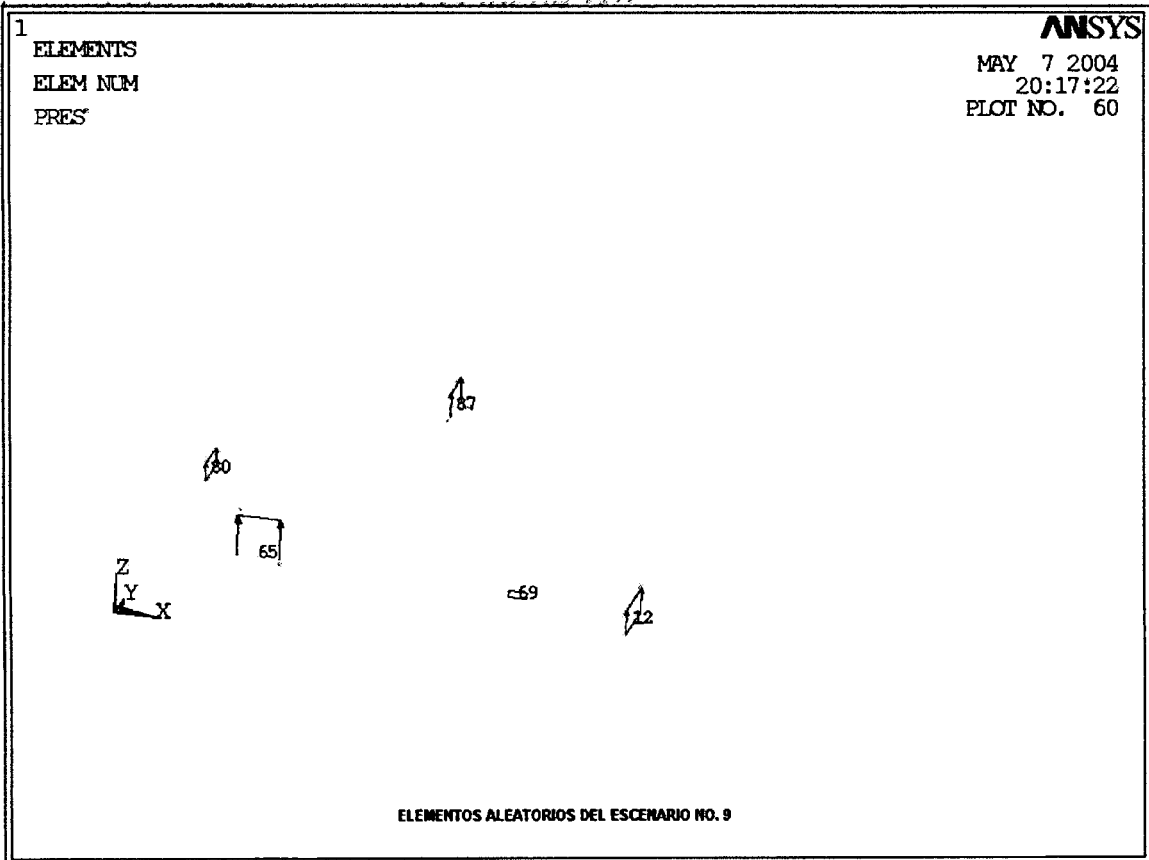 1
ANSYS
ELEMENTS
ELEM NUM
PRES
MAY 7 2004
20:17:22
PLOT NO. 60
87
80
65
69
Z
Y
X
ELEMENTOS ALEATORIOS DEL ESCENARIO NO. 9